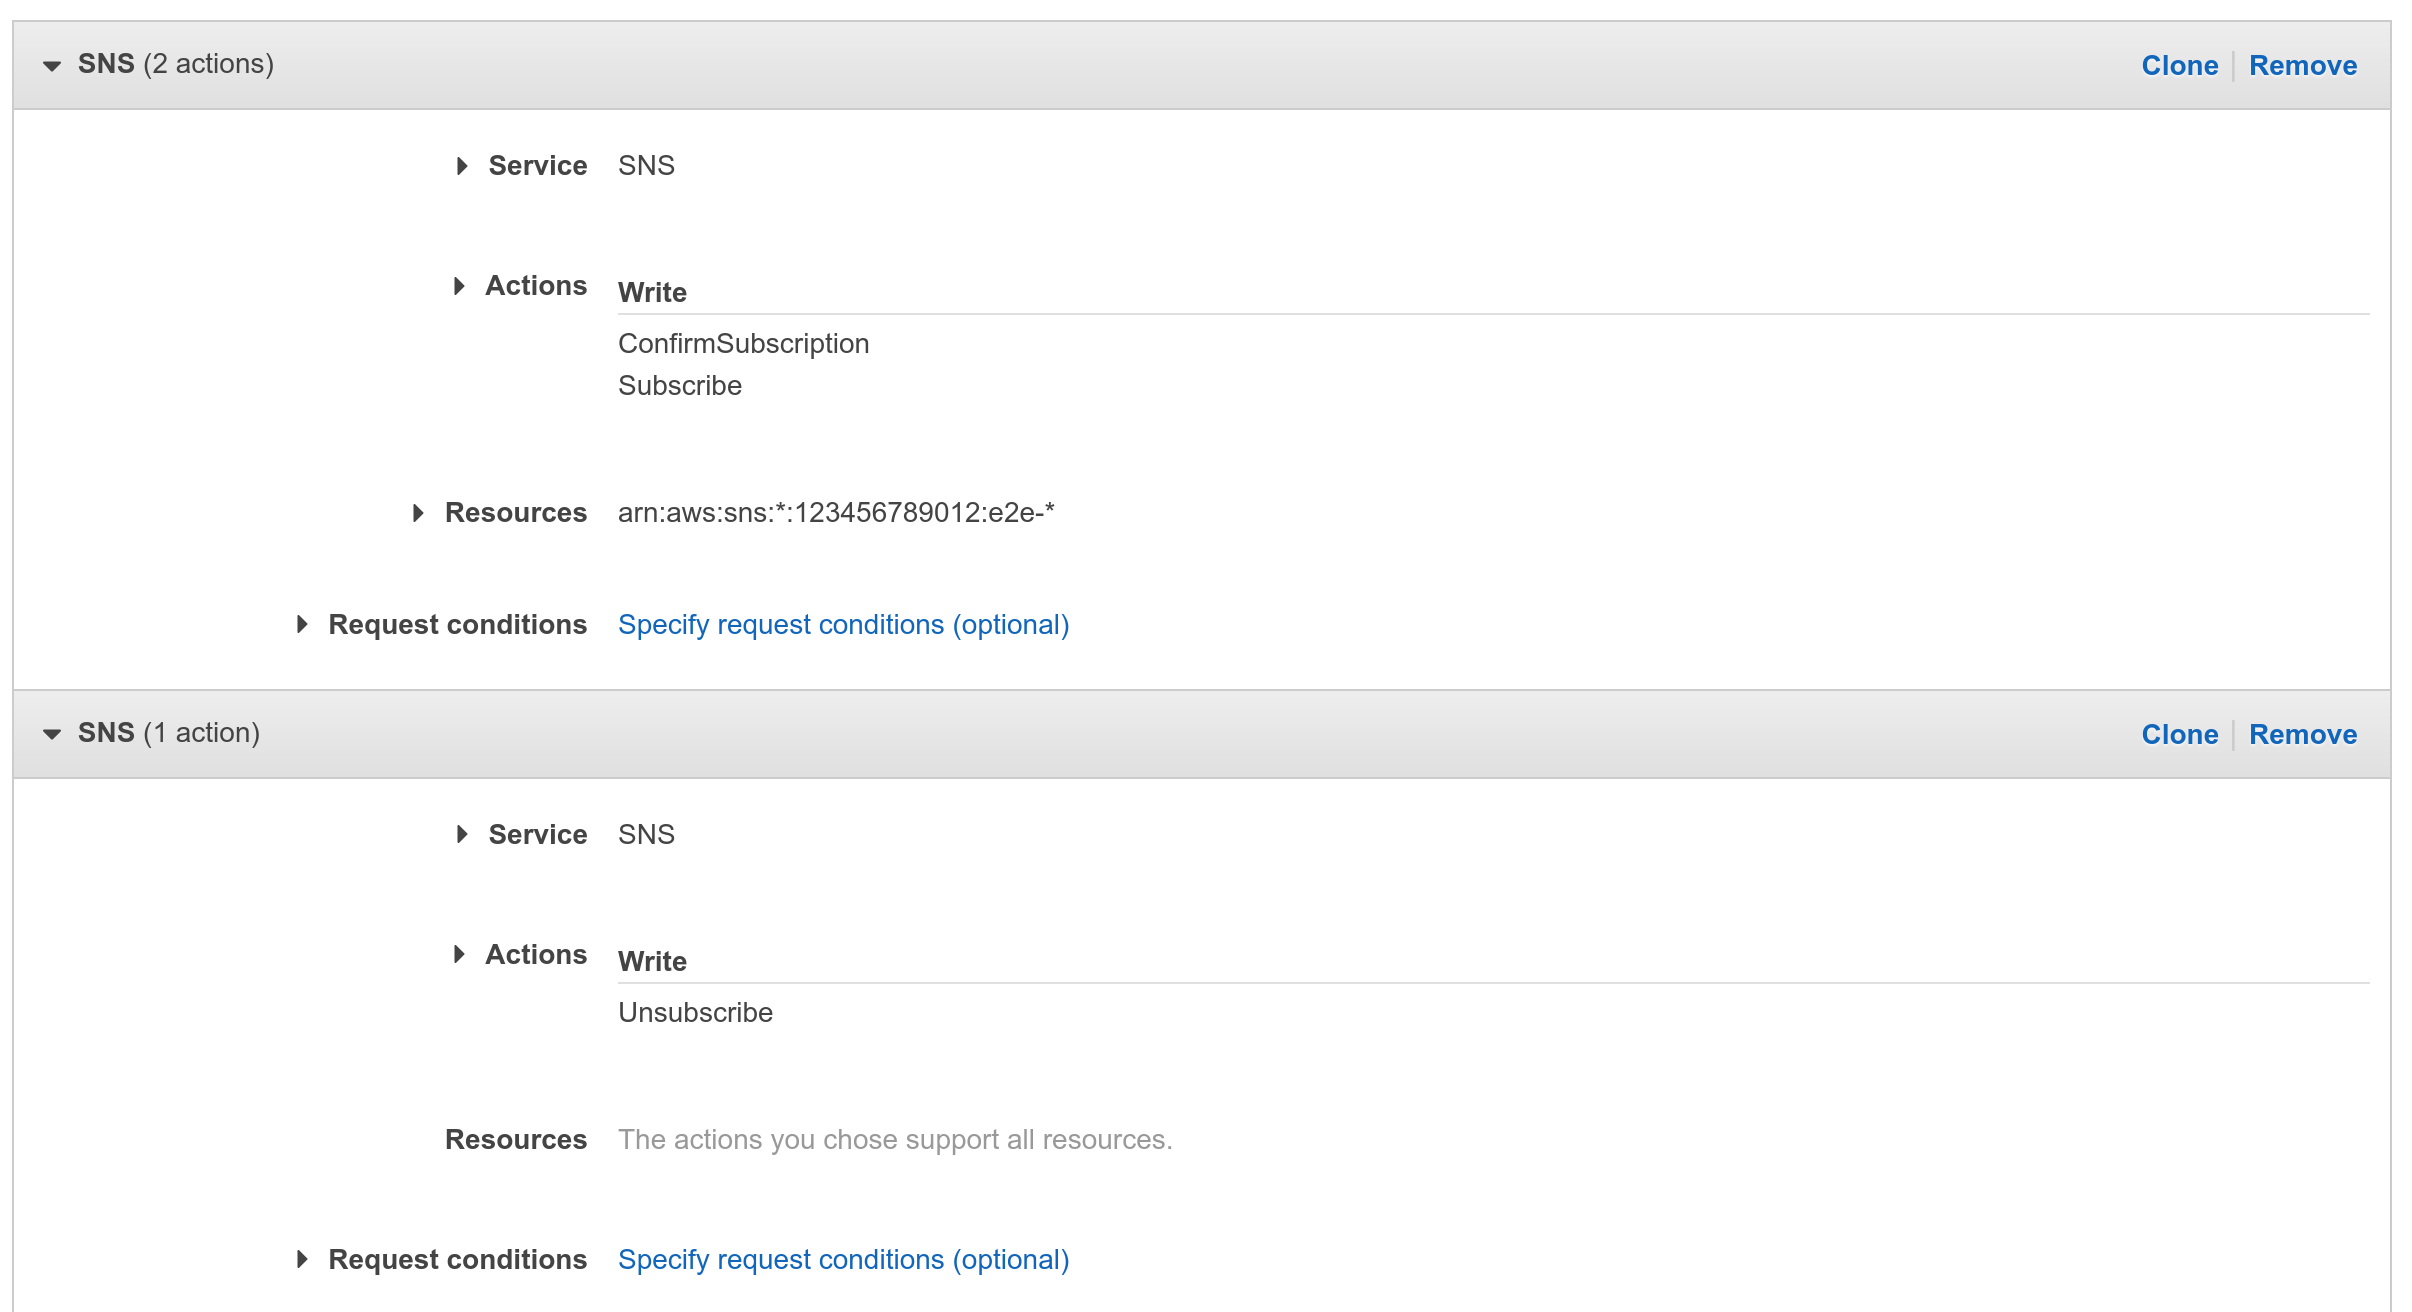 SNS (2 actions) Clone Remove
Service SNS
Actions Write
ConfirmSubscription
Subscribe
Resources arn:aws:sns:*:123456789012:e2e-*
Request conditions Specify request conditions (optional)
SNS (1 action) Clone Remove
Service SNS
Actions Write
Unsubscribe
Resources The actions you chose support all resources.
Request conditions Specify request conditions (optional)